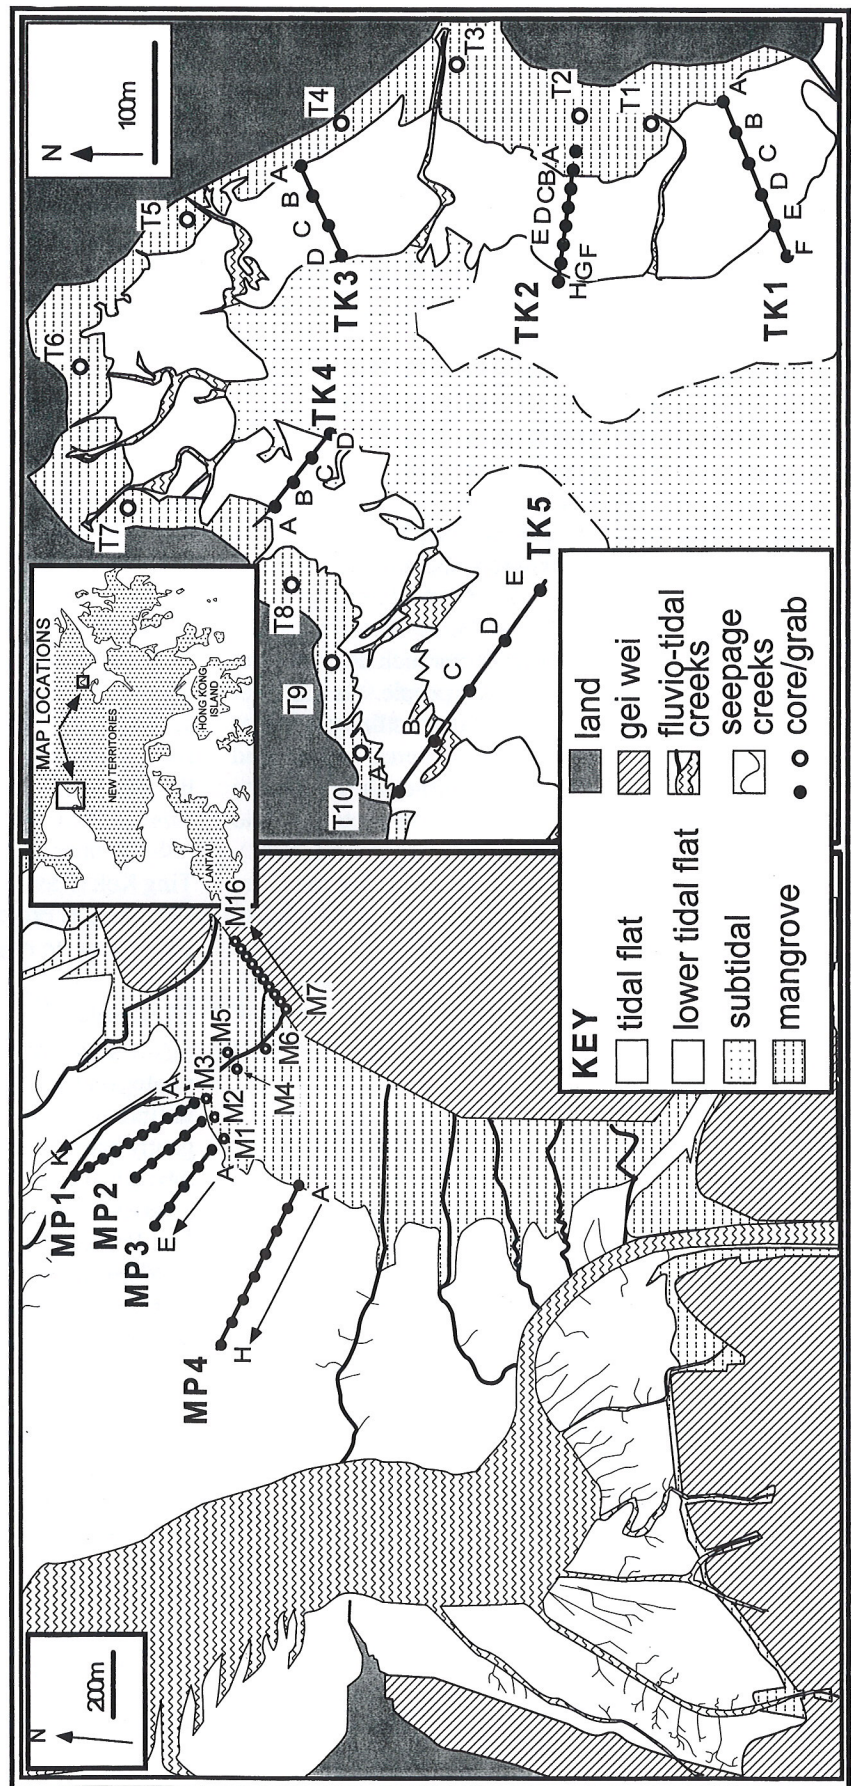 N
200m
MP1
K
A
MP2
MP3
E
A
MP4
H
A
M1
M2
M3
M4
M5
M6
M7
M16
MAP LOCATIONS
NEW TERRITORIES
HONG KONG
ISLAND
LANTAU
N
100m
T1
T2
T3
T4
T5
T6
T7
T8
T9
T10
TK1
A
B
C
D
E
F
TK2
A
B
C
D
E
F
G
H
TK3
A
B
C
D
TK4
A
B
C
D
TK5
A
B
C
D
E
KEY
tidal flat
lower tidal flat
subtidal
mangrove
land
gei wei
fluvio-tidal
creeks
seepage
creeks
core/grab